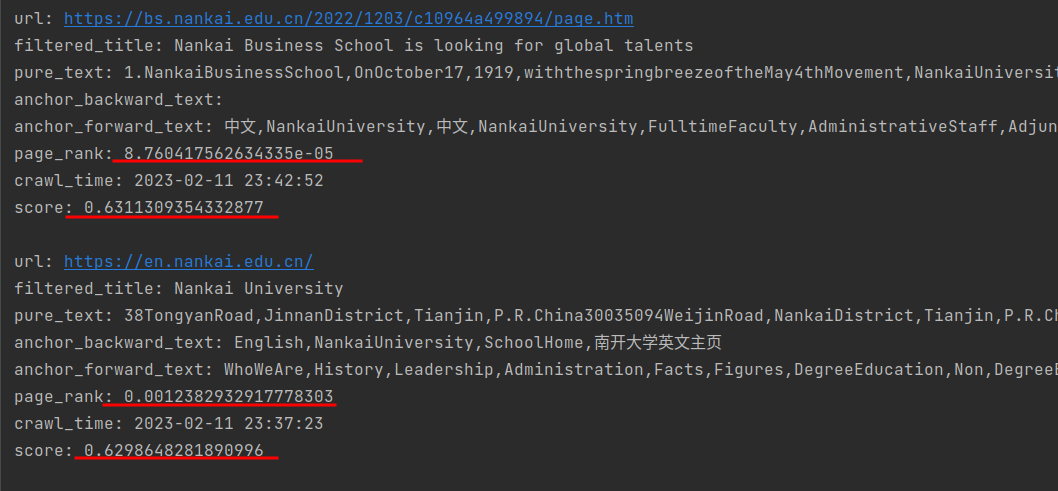 url: https://bs.nankai.edu.cn/2022/1203/c10964a499894/page.htm
filtered_title: Nankai Business School is looking for global talents
pure_text: 1.NankaiBusinessSchool,OnOctober17,1919,withthespringbreezeoftheMay4thMovement,NankaiUniversit
anchor_backward_text:
anchor_forward_text: 中文,NankaiUniversity,中文,NankaiUniversity,FulltimeFaculty,AdministrativeStaff,Adjun
page_rank: 8.760417562634335e-05
crawl_time: 2023-02-11 23:42:52
score: 0.6311309354332877
url: https://en.nankai.edu.cn/
filtered_title: Nankai University
pure_text: 38TongyanRoad,JinnanDistrict,Tianjin,P.R.China30035094WeijinRoad,NankaiDistrict,Tianjin,P.R.Ch
anchor_backward_text: English,NankaiUniversity,SchoolHome,南开大学英文主页
anchor_forward_text: WhoWeAre,History,Leadership,Administration,Facts,Figures,DegreeEducation,Non,DegreeE
page_rank: 0.0012382932917778303
crawl_time: 2023-02-11 23:37:23
score: 0.6298648281890996